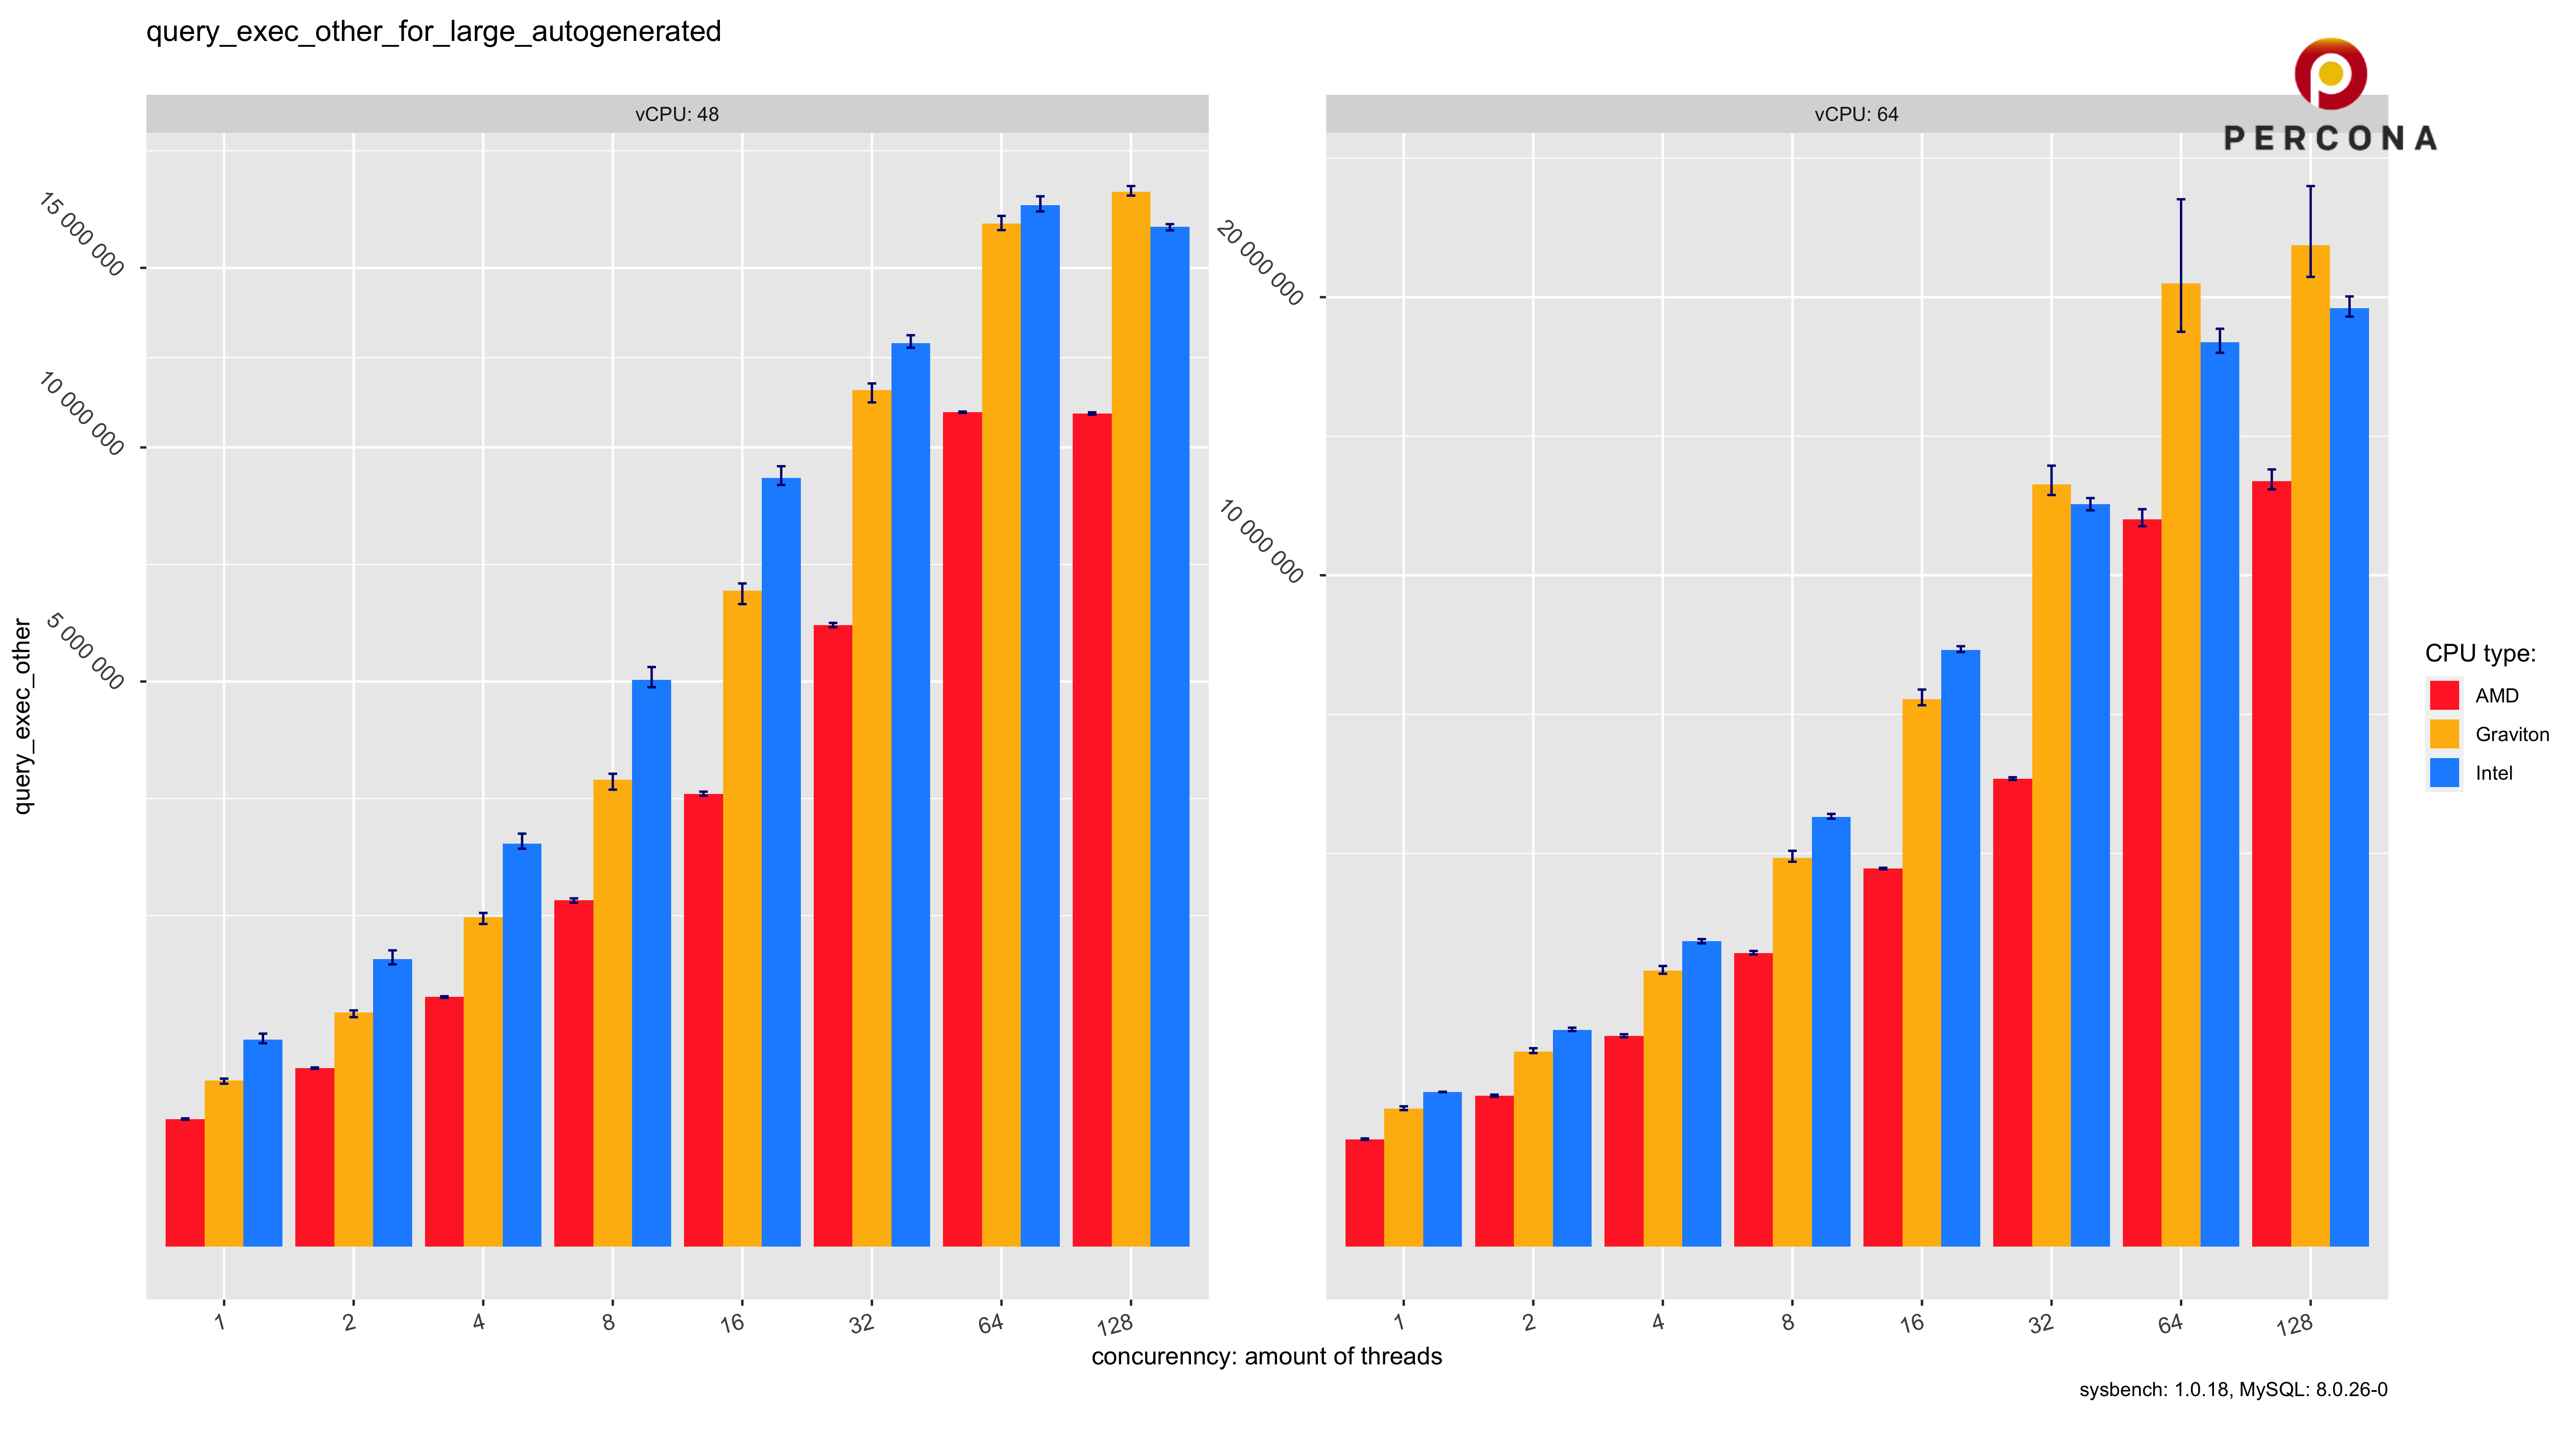 query_exec_other_for_large_autogenerated
PERCONA
vCPU: 48
vCPU: 64
query_exec_other
15 000 000
10 000 000
5 000 000
20 000 000
10 000 000
1 2 4 8 16 32 64 128
1 2 4 8 16 32 64 128
concurenncy: amount of threads
CPU type:
AMD
Graviton
Intel
sysbench: 1.0.18, MySQL: 8.0.26-0